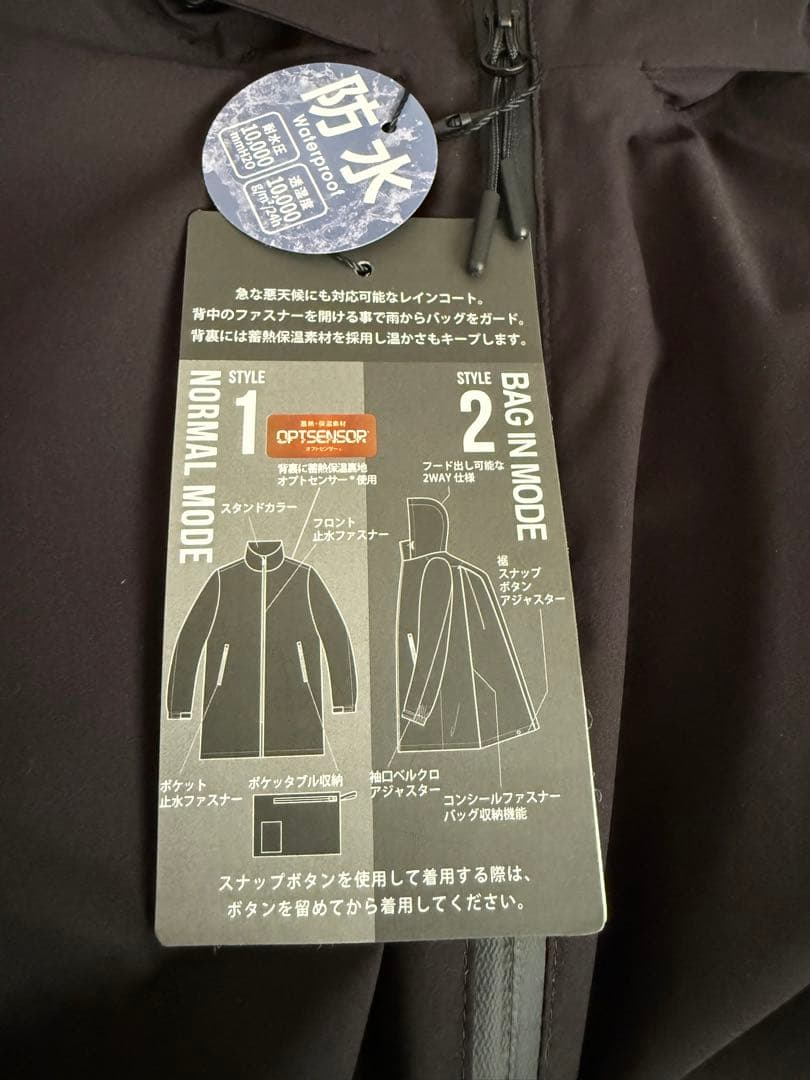 防水
Waterproof
耐水圧
10,000
mmH2O
透湿度
10,000
g/m²/24h
急な悪天候にも対応可能なレインコート。
背中のファスナーを開ける事で雨からバッグをガード。
背裏には蓄熱保温素材を採用し温かさもキープします。
NORMAL MODE
STYLE
1
蓄熱・保温素材
OPTSENSOR®
オプトセンサー®
背裏に蓄熱保温裏地
オプトセンサー®使用
スタンドカラー
フロント
止水ファスナー
ポケット
止水ファスナー
ポケッタブル収納
STYLE
2
BAG IN MODE
フード出し可能な
2WAY仕様
裾
スナップ
ボタン
アジャスター
袖口ベルクロ
アジャスター
コンシールファスナー
バッグ収納機能
スナップボタンを使用して着用する際は、
ボタンを留めてから着用してください。